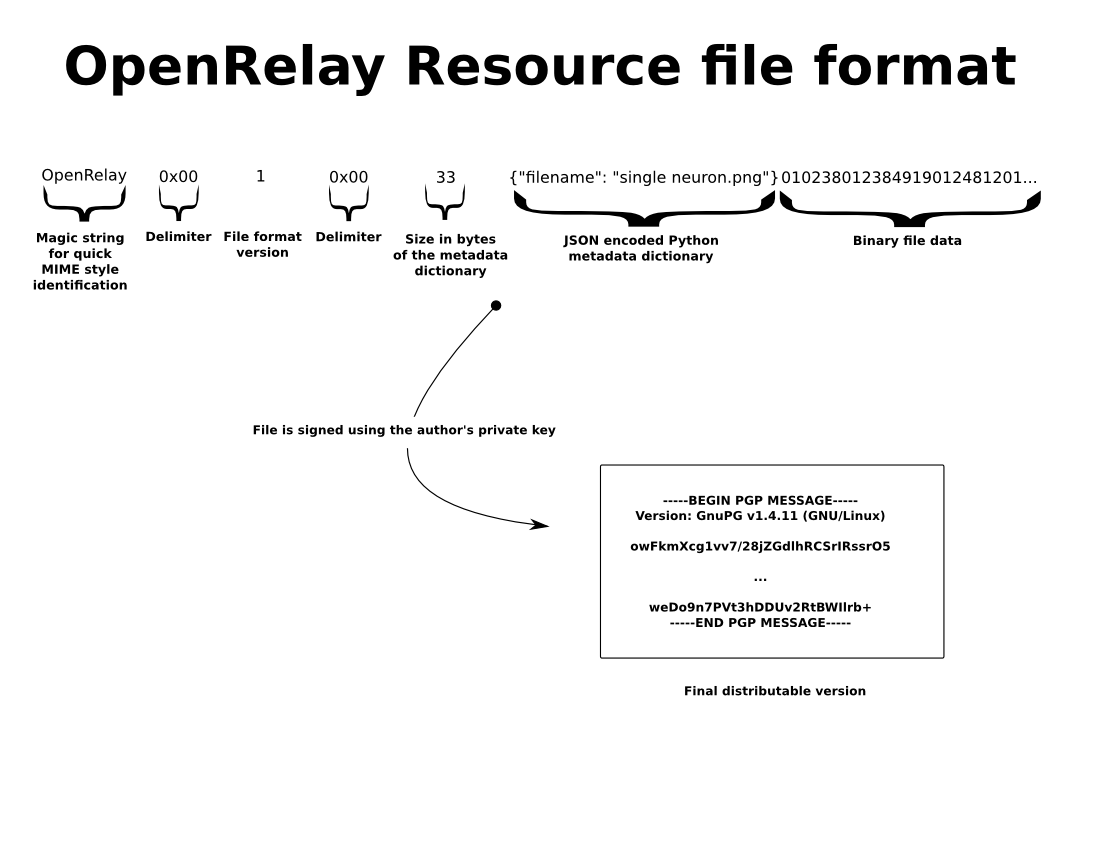 OpenRelay Resource file format
OpenRelay 0x00 1 0x00 33 {"filename": "single neuron.png"} 010238012384919012481201...
Magic string
for quick
MIME style
identification
Delimiter
File format
version
Delimiter
Size in bytes
of the metadata
dictionary
JSON encoded Python
metadata dictionary
Binary file data
File is signed using the author's private key
-----BEGIN PGP MESSAGE-----
Version: GnuPG v1.4.11 (GNU/Linux)
owFkmXcg1vv7/28jZGdlhRCSrIRssrO5
...
weDo9n7PVt3hDDUv2RtBWIlrb+
-----END PGP MESSAGE-----
Final distributable version